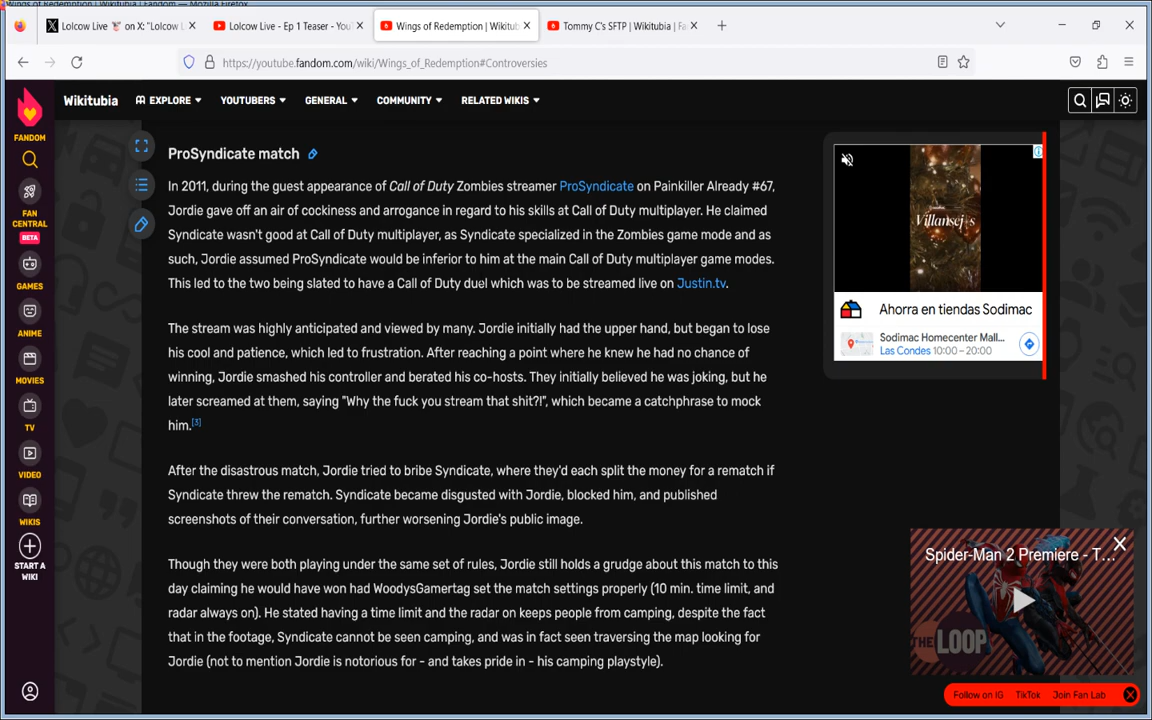 Wings of Redemption | Wikitubia | Fandom — Mozilla Firefox
Lolcow Live 🐮 on X: "Lolcow L
Lolcow Live - Ep 1 Teaser - You
Wings of Redemption | Wikitub
Tommy C's SFTP | Wikitubia | Fa
https://youtube.fandom.com/wiki/Wings_of_Redemption#Controversies
Wikitubia
EXPLORE
YOUTUBERS
GENERAL
COMMUNITY
RELATED WIKIS
FANDOM
FAN
CENTRAL
BETA
GAMES
ANIME
MOVIES
TV
VIDEO
WIKIS
START A
WIKI
ProSyndicate match
In 2011, during the guest appearance of Call of Duty Zombies streamer ProSyndicate on Painkiller Already #67,
Jordie gave off an air of cockiness and arrogance in regard to his skills at Call of Duty multiplayer. He claimed
Syndicate wasn't good at Call of Duty multiplayer, as Syndicate specialized in the Zombies game mode and as
such, Jordie assumed ProSyndicate would be inferior to him at the main Call of Duty multiplayer game modes.
This led to the two being slated to have a Call of Duty duel which was to be streamed live on Justin.tv.
The stream was highly anticipated and viewed by many. Jordie initially had the upper hand, but began to lose
his cool and patience, which led to frustration. After reaching a point where he knew he had no chance of
winning, Jordie smashed his controller and berated his co-hosts. They initially believed he was joking, but he
later screamed at them, saying "Why the fuck you stream that shit?!", which became a catchphrase to mock
him.[3]
After the disastrous match, Jordie tried to bribe Syndicate, where they'd each split the money for a rematch if
Syndicate threw the rematch. Syndicate became disgusted with Jordie, blocked him, and published
screenshots of their conversation, further worsening Jordie's public image.
Though they were both playing under the same set of rules, Jordie still holds a grudge about this match to this
day claiming he would have won had WoodysGamertag set the match settings properly (10 min. time limit, and
radar always on). He stated having a time limit and the radar on keeps people from camping, despite the fact
that in the footage, Syndicate cannot be seen camping, and was in fact seen traversing the map looking for
Jordie (not to mention Jordie is notorious for - and takes pride in - his camping playstyle).
Villancejos
Ahorra en tiendas Sodimac
Sodimac Homecenter Mall...
Las Condes 10:00 – 20:00
Spider-Man 2 Premiere - T...
THE
LOOP
Follow on IG
TikTok
Join Fan Lab